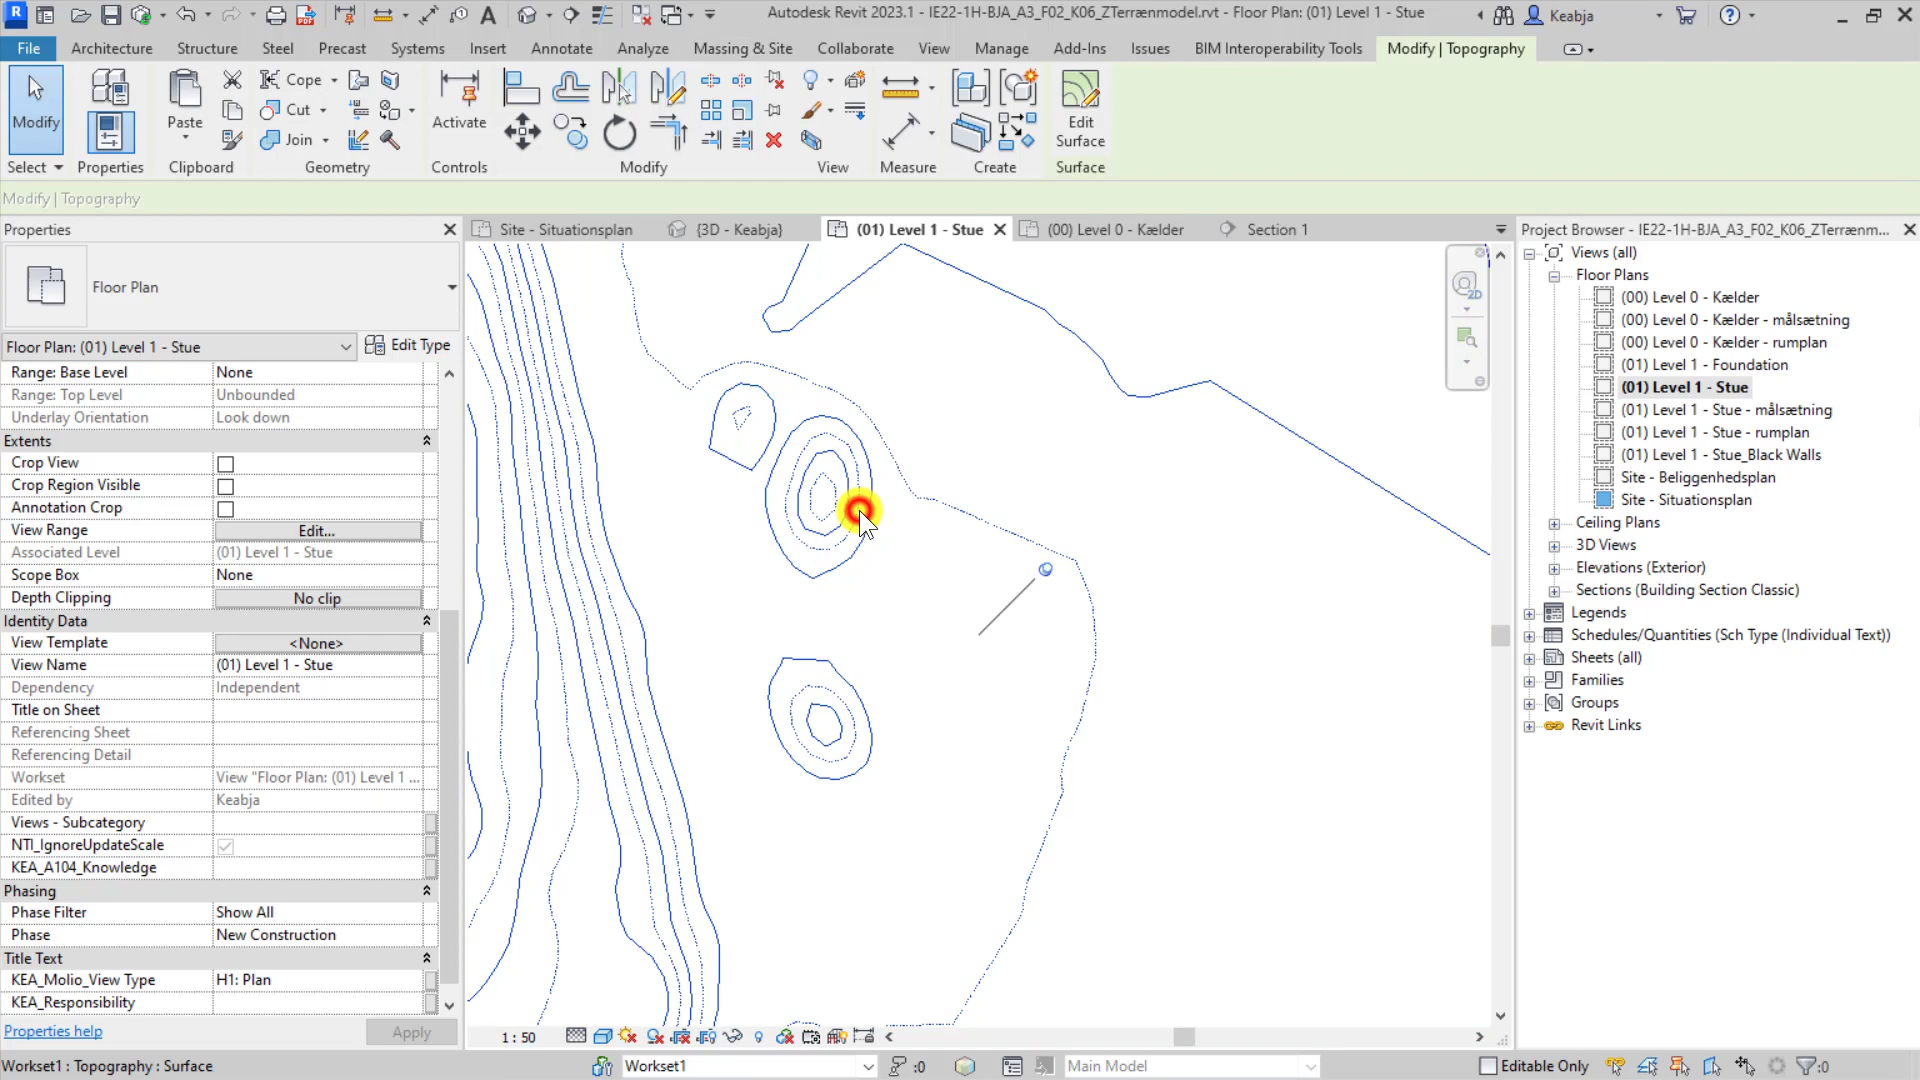 Autodesk Revit 2023.1 - IE22-1H-BJA_A3_F02_K06_ZTerrænmodel.rvt - Floor Plan: (01) Level 1 - Stue
Keabja
File Architecture Structure Steel Precast Systems Insert Annotate Analyze Massing & Site Collaborate View Manage Add-Ins Issues BIM Interoperability Tools Modify | Topography
Modify
Paste
Cope
Cut
Join
Activate
Edit
Surface
Select Properties Clipboard Geometry Controls Modify View Measure Create Surface
Modify | Topography
Properties
Floor Plan
Floor Plan: (01) Level 1 - Stue
Edit Type
Range: Base Level None
Range: Top Level Unbounded
Underlay Orientation Look down
Extents
Crop View
Crop Region Visible
Annotation Crop
View Range Edit...
Associated Level (01) Level 1 - Stue
Scope Box None
Depth Clipping No clip
Identity Data
View Template <None>
View Name (01) Level 1 - Stue
Dependency Independent
Title on Sheet
Referencing Sheet
Referencing Detail
Workset View "Floor Plan: (01) Level 1 ...
Edited by Keabja
Views - Subcategory
NTI_IgnoreUpdateScale
KEA_A104_Knowledge
Phasing
Phase Filter Show All
Phase New Construction
Title Text
KEA_Molio_View Type H1: Plan
KEA_Responsibility
Properties help
Apply
Site - Situationsplan
{3D - Keabja}
(01) Level 1 - Stue
(00) Level 0 - Kælder
Section 1
2D
1 : 50
Project Browser - IE22-1H-BJA_A3_F02_K06_ZTerrænm...
Views (all)
Floor Plans
(00) Level 0 - Kælder
(00) Level 0 - Kælder - målsætning
(00) Level 0 - Kælder - rumplan
(01) Level 1 - Foundation
(01) Level 1 - Stue
(01) Level 1 - Stue - målsætning
(01) Level 1 - Stue - rumplan
(01) Level 1 - Stue_Black Walls
Site - Beliggenhedsplan
Site - Situationsplan
Ceiling Plans
3D Views
Elevations (Exterior)
Sections (Building Section Classic)
Legends
Schedules/Quantities (Sch Type (Individual Text))
Sheets (all)
Families
Groups
Revit Links
Workset1 : Topography : Surface
Workset1
:0
Main Model
Editable Only
:0